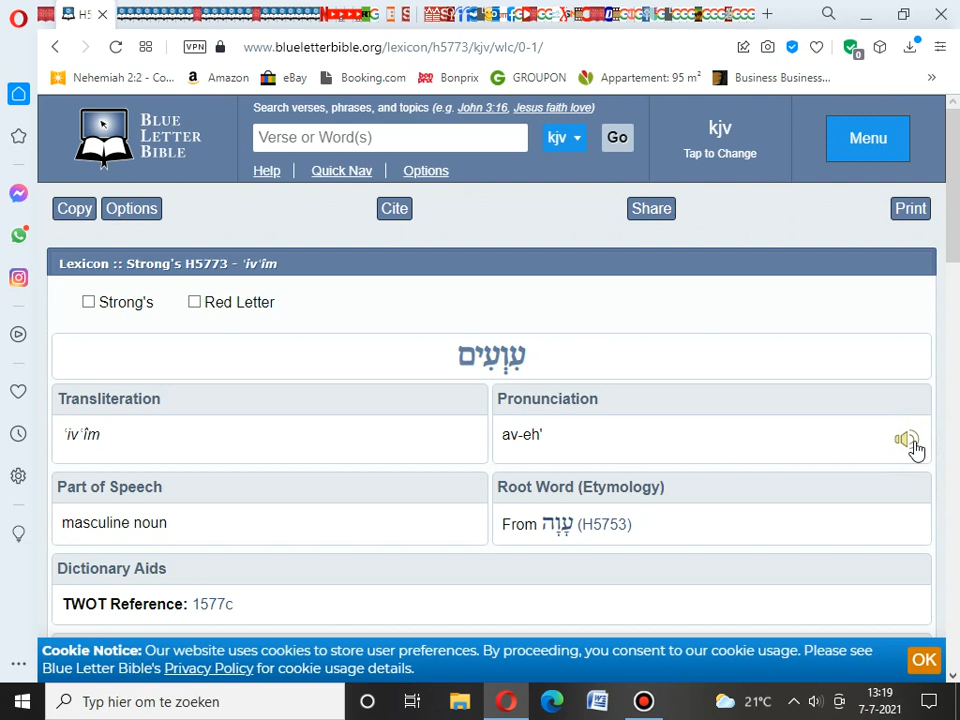 H5
VPN
www.blueletterbible.org/lexicon/h5773/kjv/wlc/0-1/
0
Nehemiah 2:2 - Co...
Amazon
eBay
Booking.com
Bonprix
GROUPON
Appartement: 95 m²
Business Business...
»
BLUE
LETTER
BIBLE
Search verses, phrases, and topics (e.g. John 3:16, Jesus faith love)
Verse or Word(s)
kjv
Go
Help
Quick Nav
Options
kjv
Tap to Change
Menu
Copy
Options
Cite
Share
Print
Lexicon :: Strong's H5773 - ʿivʿîm
Strong's
Red Letter
עִוְעִים
Transliteration
Pronunciation
ʿivʿîm
av-eh'
Part of Speech
Root Word (Etymology)
masculine noun
From עָוָה (H5753)
Dictionary Aids
TWOT Reference: 1577c
Cookie Notice: Our website uses cookies to store user preferences. By proceeding, you consent to our cookie usage. Please see
Blue Letter Bible's Privacy Policy for cookie usage details.
OK
Typ hier om te zoeken
21°C
13:19
7-7-2021